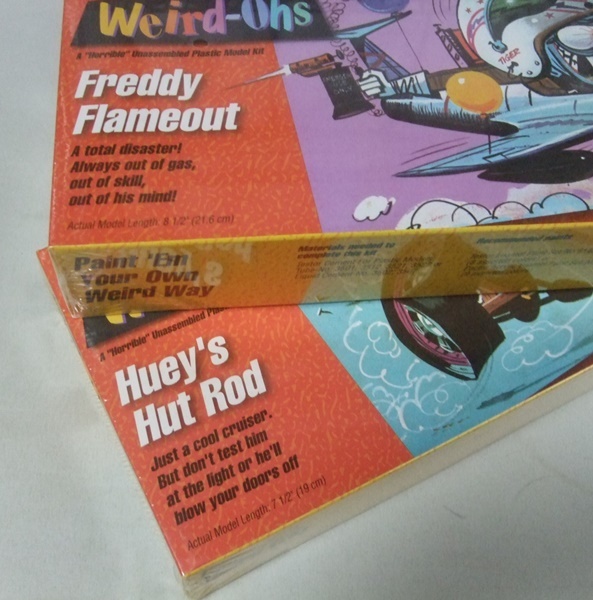 Weird-Ohs
A "Horrible" Unassembled Plastic Model Kit
Freddy
Flameout
A total disaster!
Always out of gas,
out of skill,
out of his mind!
Actual Model Length: 8 1/2" (21.6 cm)
TIGER
Paint 'Em
Your Own
Weird Way
Materials needed to
complete this kit
A "Horrible" Unassembled
Huey's
Hut Rod
Just a cool cruiser.
But don't test him
at the light or he'll
blow your doors off
Actual Model Length: 7 1/2" (19 cm)